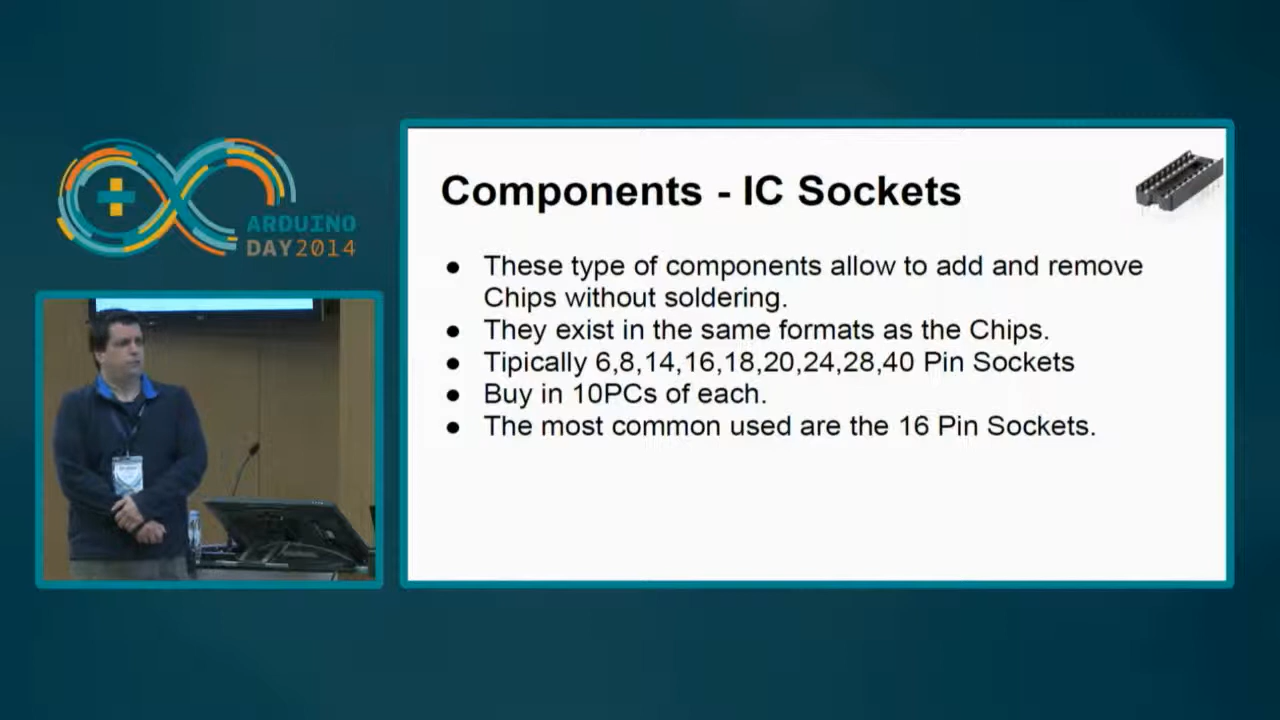 ARDUINO
DAY2014
Components - IC Sockets
● These type of components allow to add and remove
Chips without soldering.
● They exist in the same formats as the Chips.
● Tipically 6,8,14,16,18,20,24,28,40 Pin Sockets
● Buy in 10PCs of each.
● The most common used are the 16 Pin Sockets.